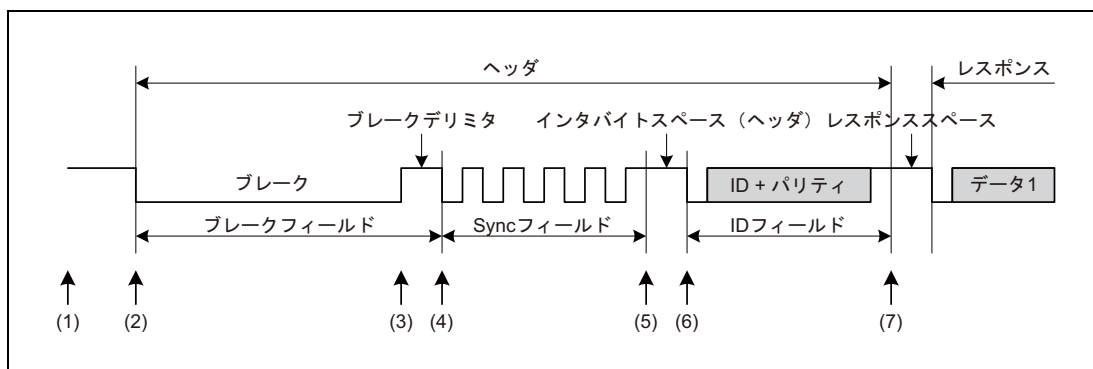 ヘッダ
レスポンス
ブレークデリミタ
インタバイトスペース（ヘッダ）
レスポンススペース
ブレーク
ID + パリティ
データ1
ブレークフィールド
Syncフィールド
IDフィールド
(1)
(2)
(3)
(4)
(5)
(6)
(7)